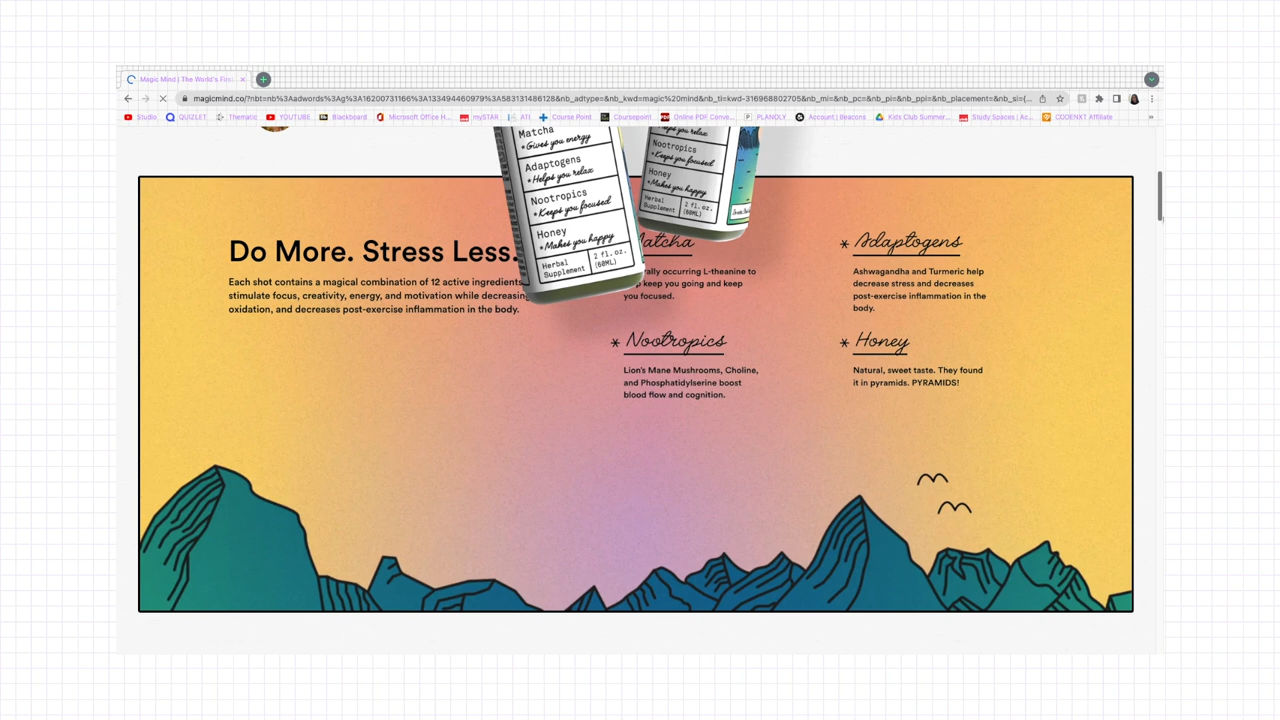 Magic Mind | The World's Firs
magicmind.co/?nbt=nb%3Aadwords%3Ag%3A16200731166%3A133494460979%3A583131486128&nb_adtype=&nb_kwd=magic%20mind&nb_ti=kwd-316968802705&nb_mi=&nb_pc=&nb_pi=&nb_ppi=&nb_placement=&nb_si={...
Studio QUIZLET Thematic YOUTUBE Blackboard Microsoft Office H... mySTAR ATI Course Point Coursepoint Online PDF Conve... PLANOLY Account | Beacons Kids Club Summer... Study Spaces | Ac... CODENXT Affiliate »
Matcha
*Gives you energy
Adaptogens
*Helps you relax
Nootropics
*Keeps you focused
Honey
*Makes you happy
Herbal Supplement
2 fl. oz. (60ML)
Helps you relax
Nootropics
*Keeps you focused
Honey
*Makes you happy
Herbal Supplement
2 fl. oz. (60ML)
Do More. Stress Less.
Each shot contains a magical combination of 12 active ingredients
stimulate focus, creativity, energy, and motivation while decreasing
oxidation, and decreases post-exercise inflammation in the body.
Matcha
occurring L-theanine to
keep you going and keep
you focused.
* Adaptogens
Ashwagandha and Turmeric help
decrease stress and decreases
post-exercise inflammation in the
body.
* Nootropics
Lion's Mane Mushrooms, Choline,
and Phosphatidylserine boost
blood flow and cognition.
* Honey
Natural, sweet taste. They found
it in pyramids. PYRAMIDS!